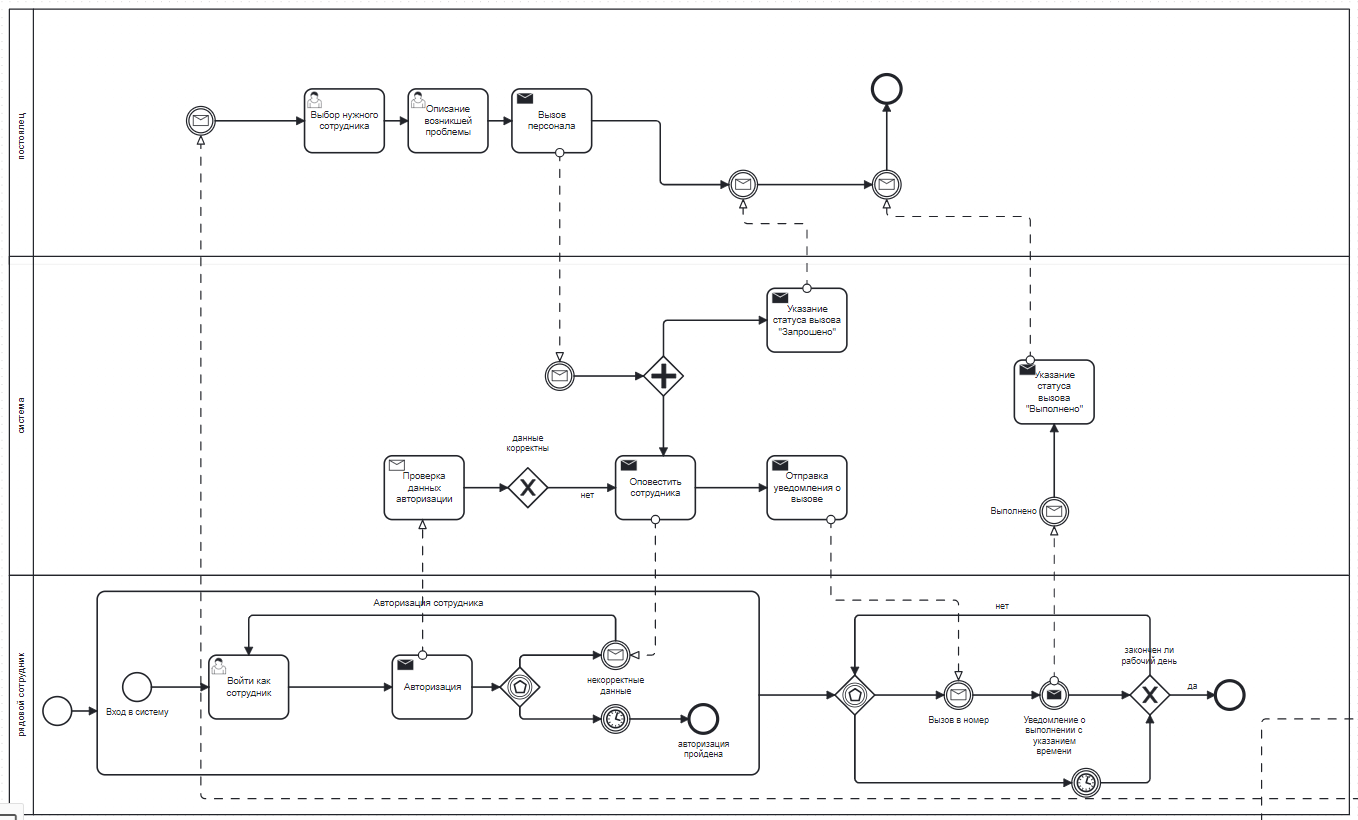 постоялец
Выбор нужного
сотрудника
Описание
возникшей
проблемы
Вызов
персонала
система
Указание
статуса вызова
"Запрошено"
Указание
статуса
вызова
"Выполнено"
данные
корректны
Проверка
данных
авторизации
нет
Оповестить
сотрудника
Отправка
уведомления о
вызове
Выполнено
рядовой сотрудник
Авторизация сотрудника
Вход в систему
Войти как
сотрудник
Авторизация
некорректные
данные
авторизация
пройдена
нет
закончен ли
рабочий день
да
Вызов в номер
Уведомление о
выполнении с
указанием
времени